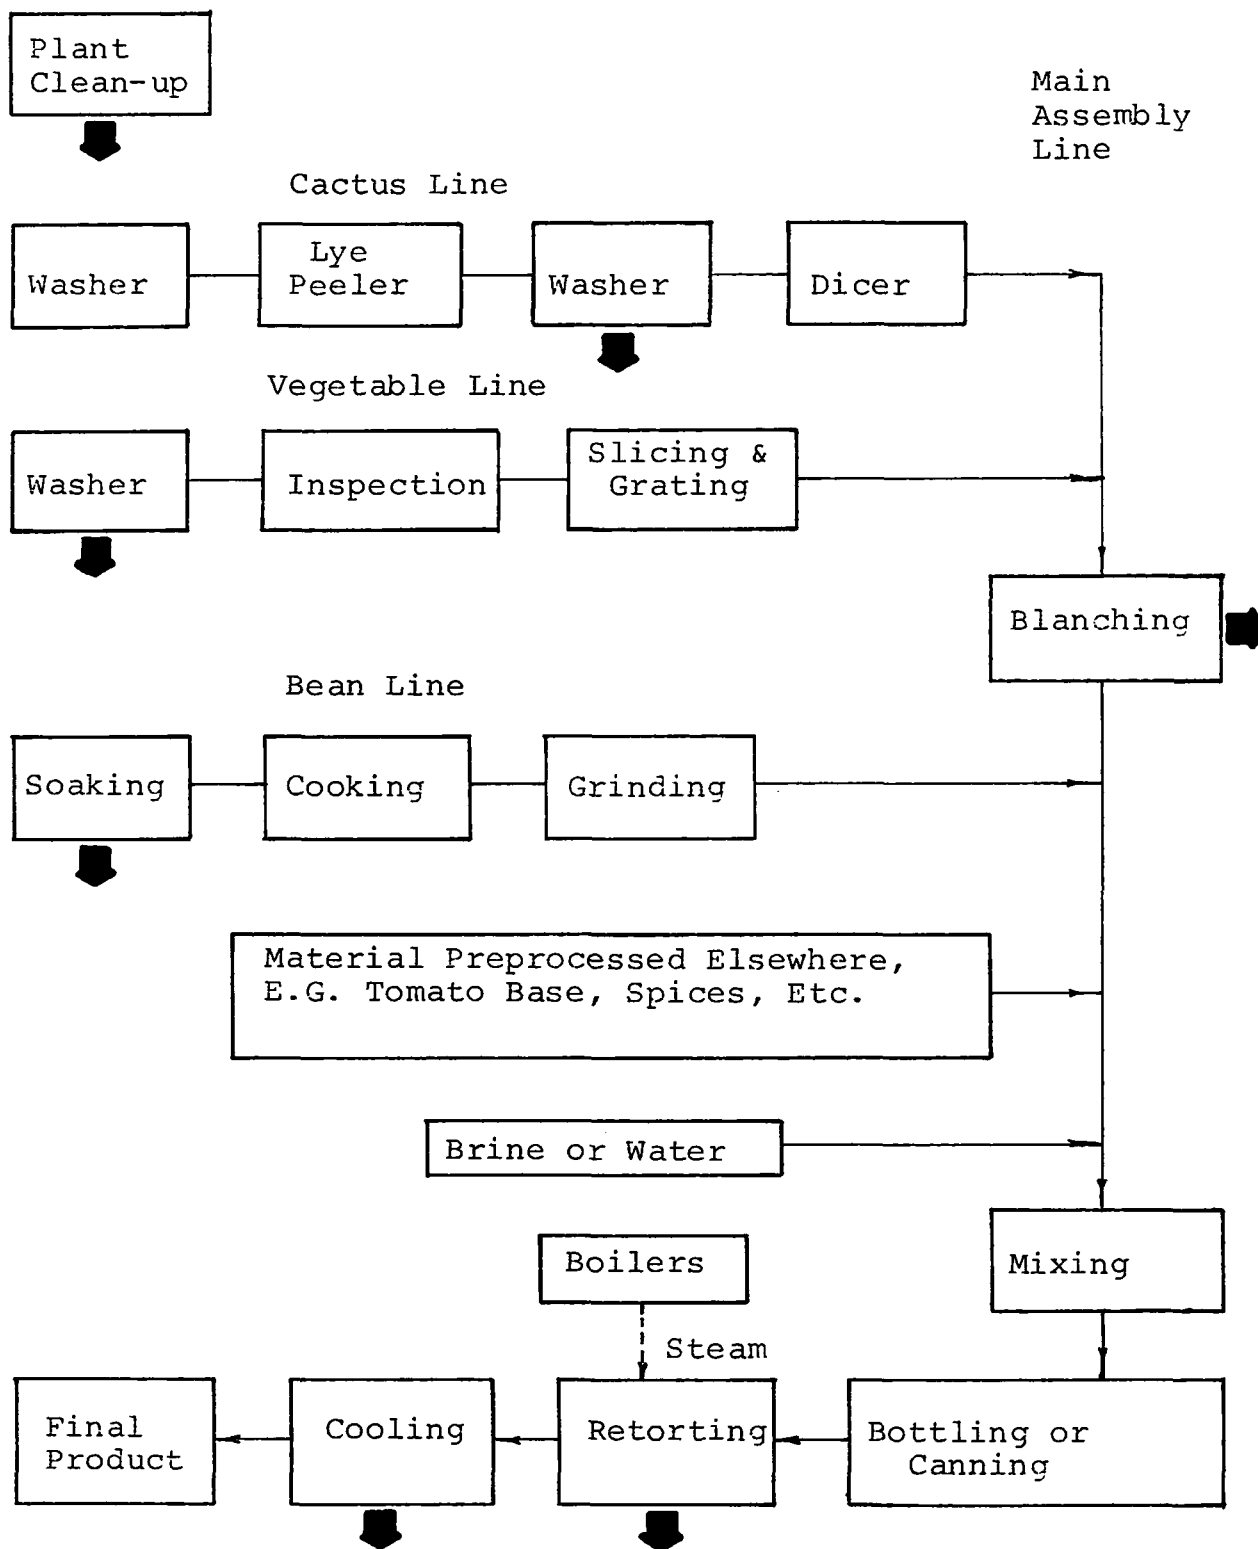 Plant
Clean-up
Main
Assembly
Line
Cactus Line
Washer
Lye
Peeler
Washer
Dicer
Vegetable Line
Washer
Inspection
Slicing &
Grating
Blanching
Bean Line
Soaking
Cooking
Grinding
Material Preprocessed Elsewhere,
E.G. Tomato Base, Spices, Etc.
Brine or Water
Boilers
Mixing
Steam
Final
Product
Cooling
Retorting
Bottling or
Canning